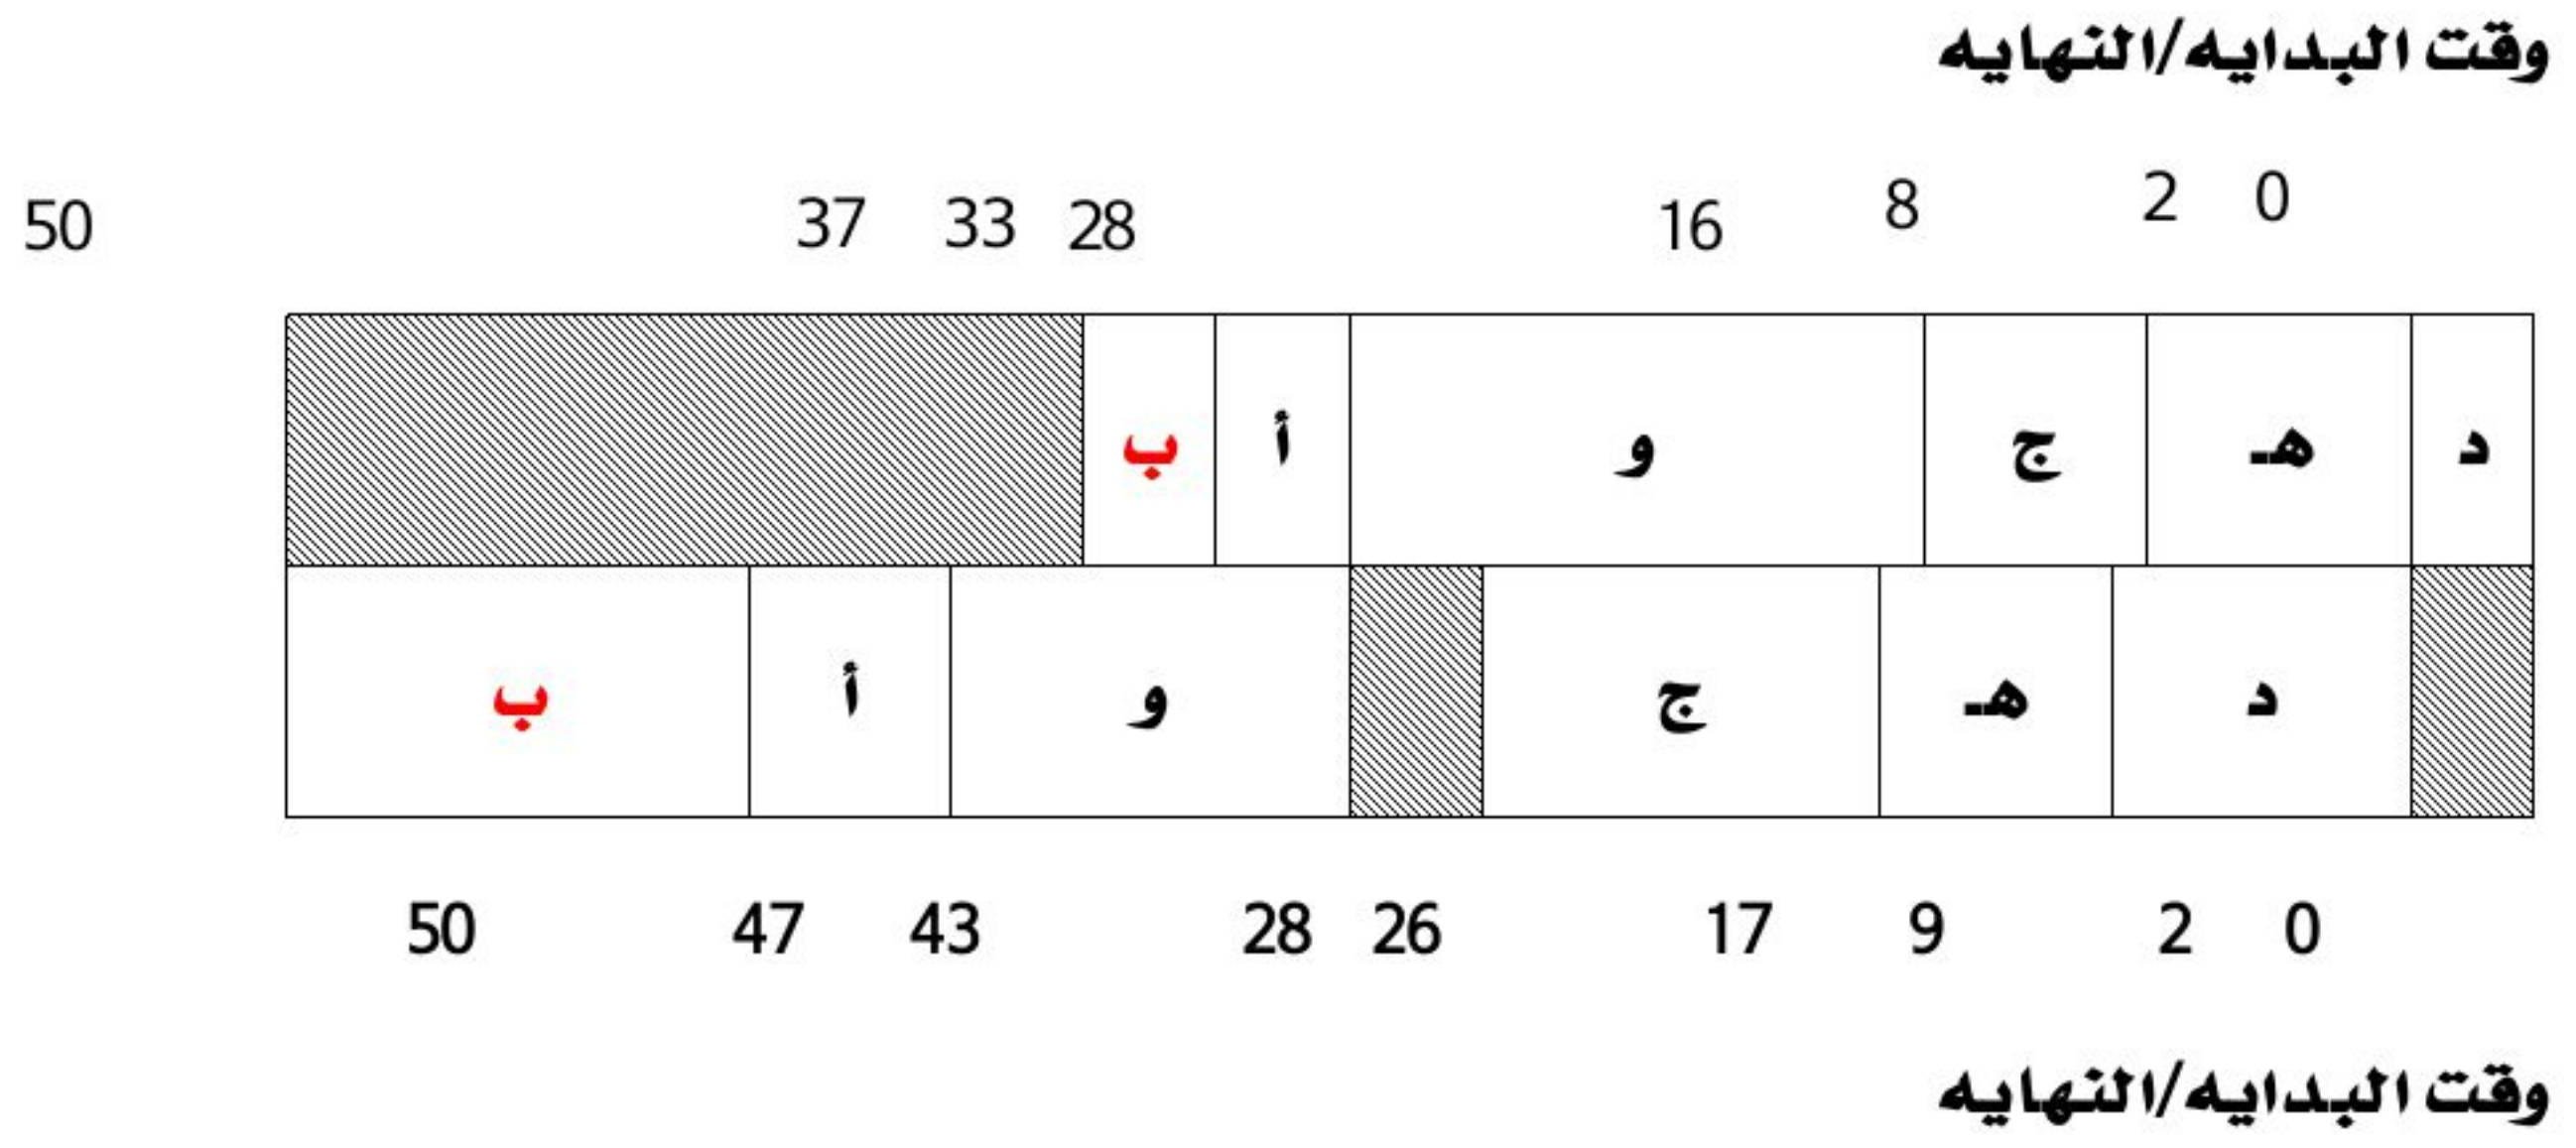 وقت البدايه/النهايه
0 2 8 16 28 33 37 50
د هـ ج و أ ب
د هـ ج و أ ب
0 2 9 17 26 28 43 47 50
وقت البدايه/النهايه